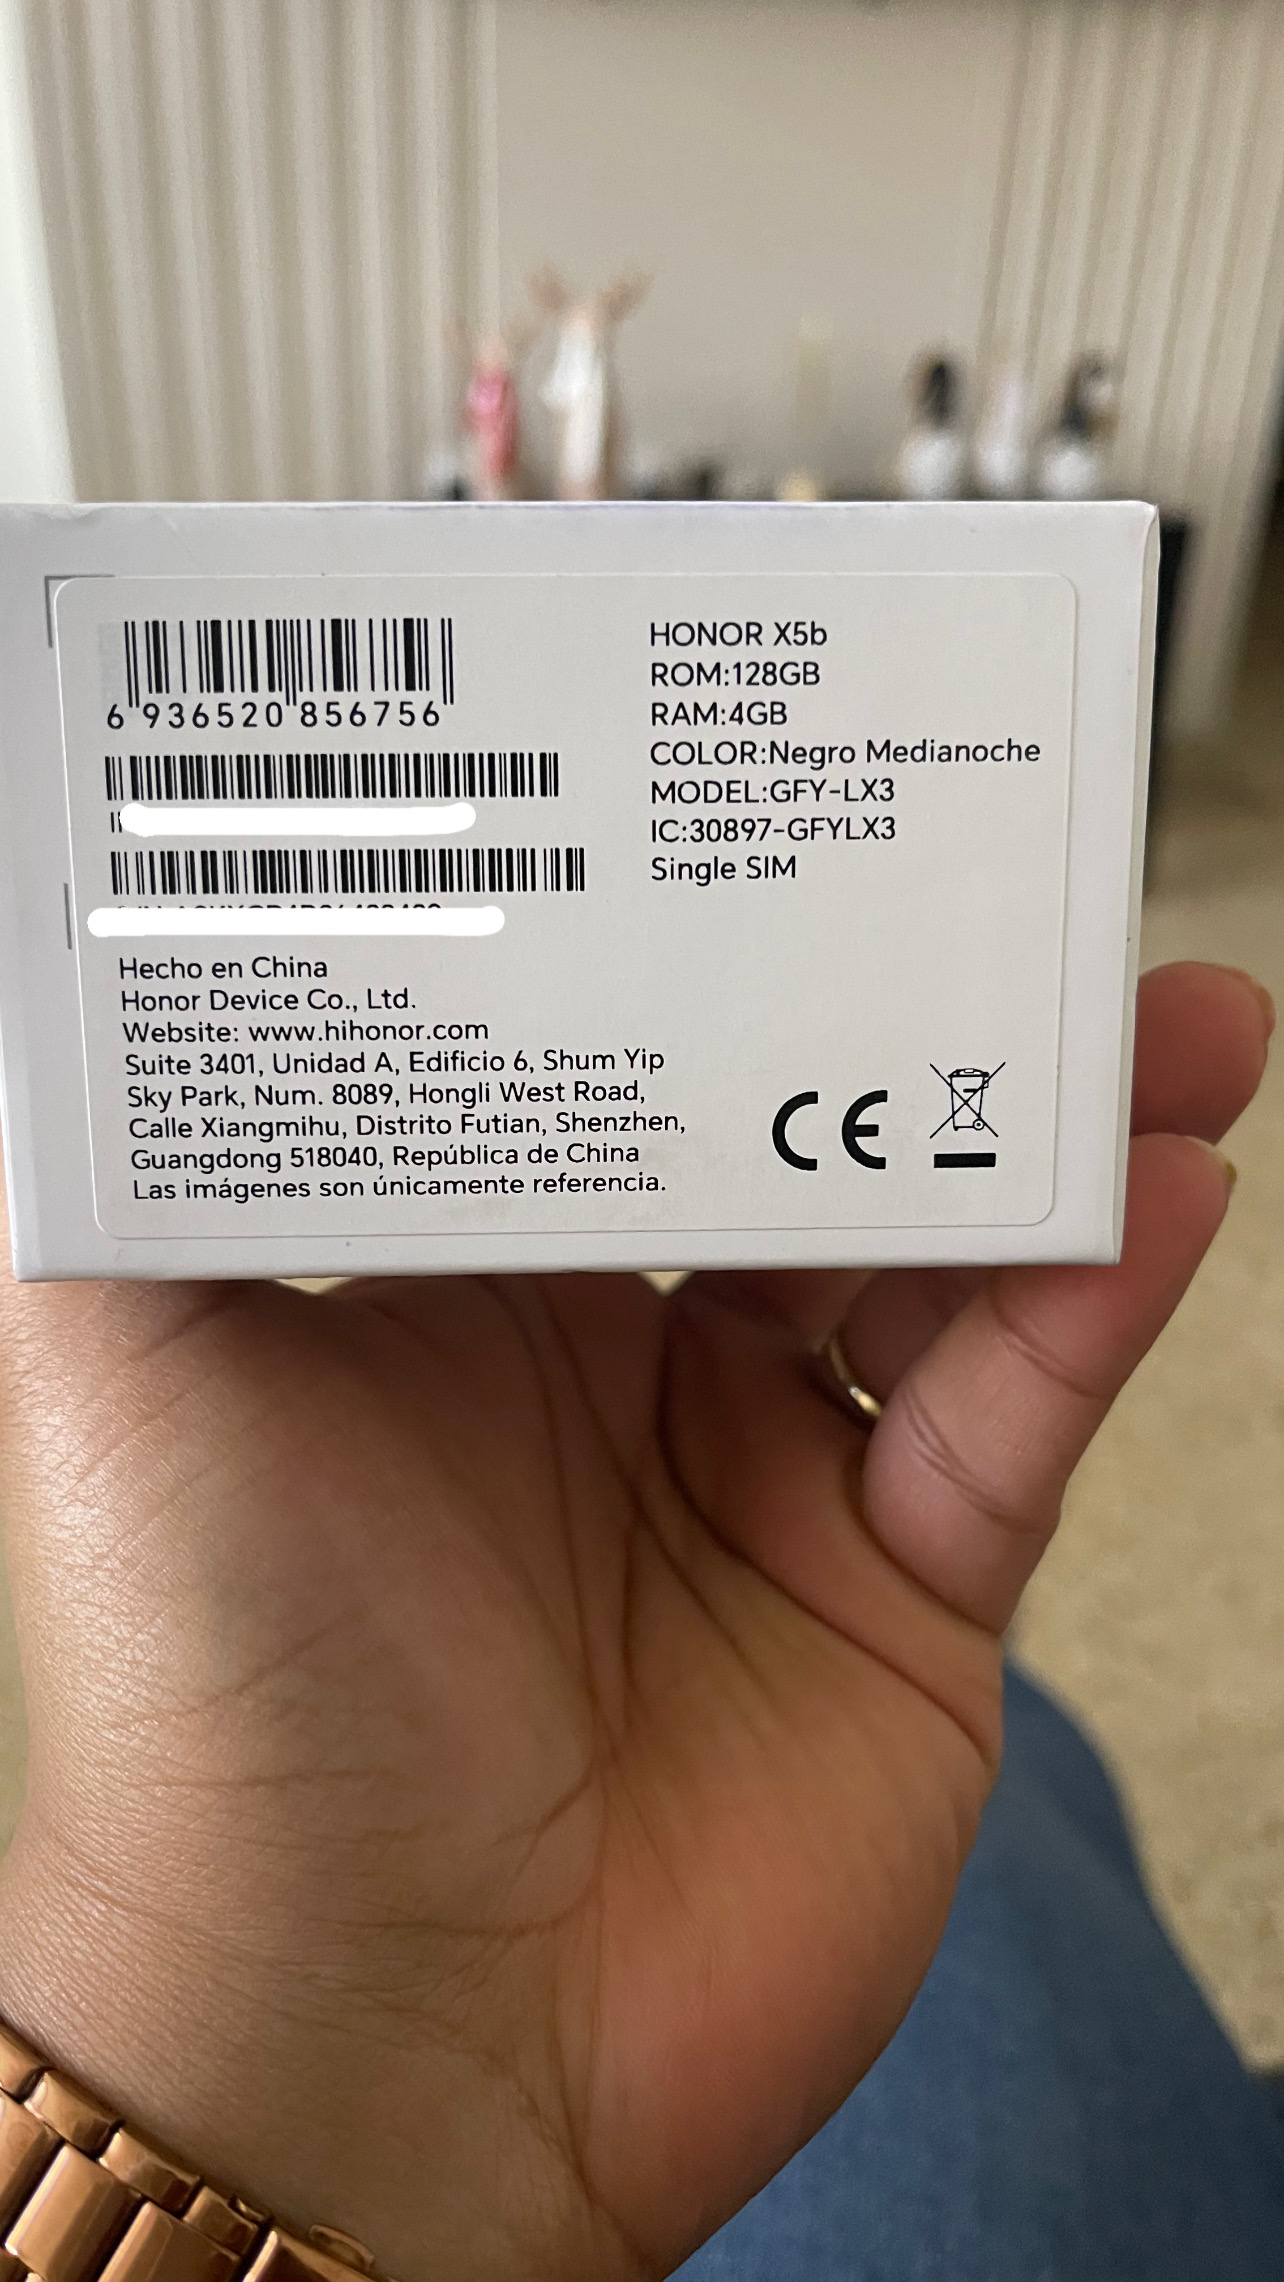 6 936520 856756
Hecho en China
Honor Device Co., Ltd.
Website: www.hihonor.com
Suite 3401, Unidad A, Edificio 6, Shum Yip
Sky Park, Num. 8089, Hongli West Road,
Calle Xiangmihu, Distrito Futian, Shenzhen,
Guangdong 518040, República de China
Las imágenes son únicamente referencia.
HONOR X5b
ROM:128GB
RAM:4GB
COLOR:Negro Medianoche
MODEL:GFY-LX3
IC:30897-GFYLX3
Single SIM
CE